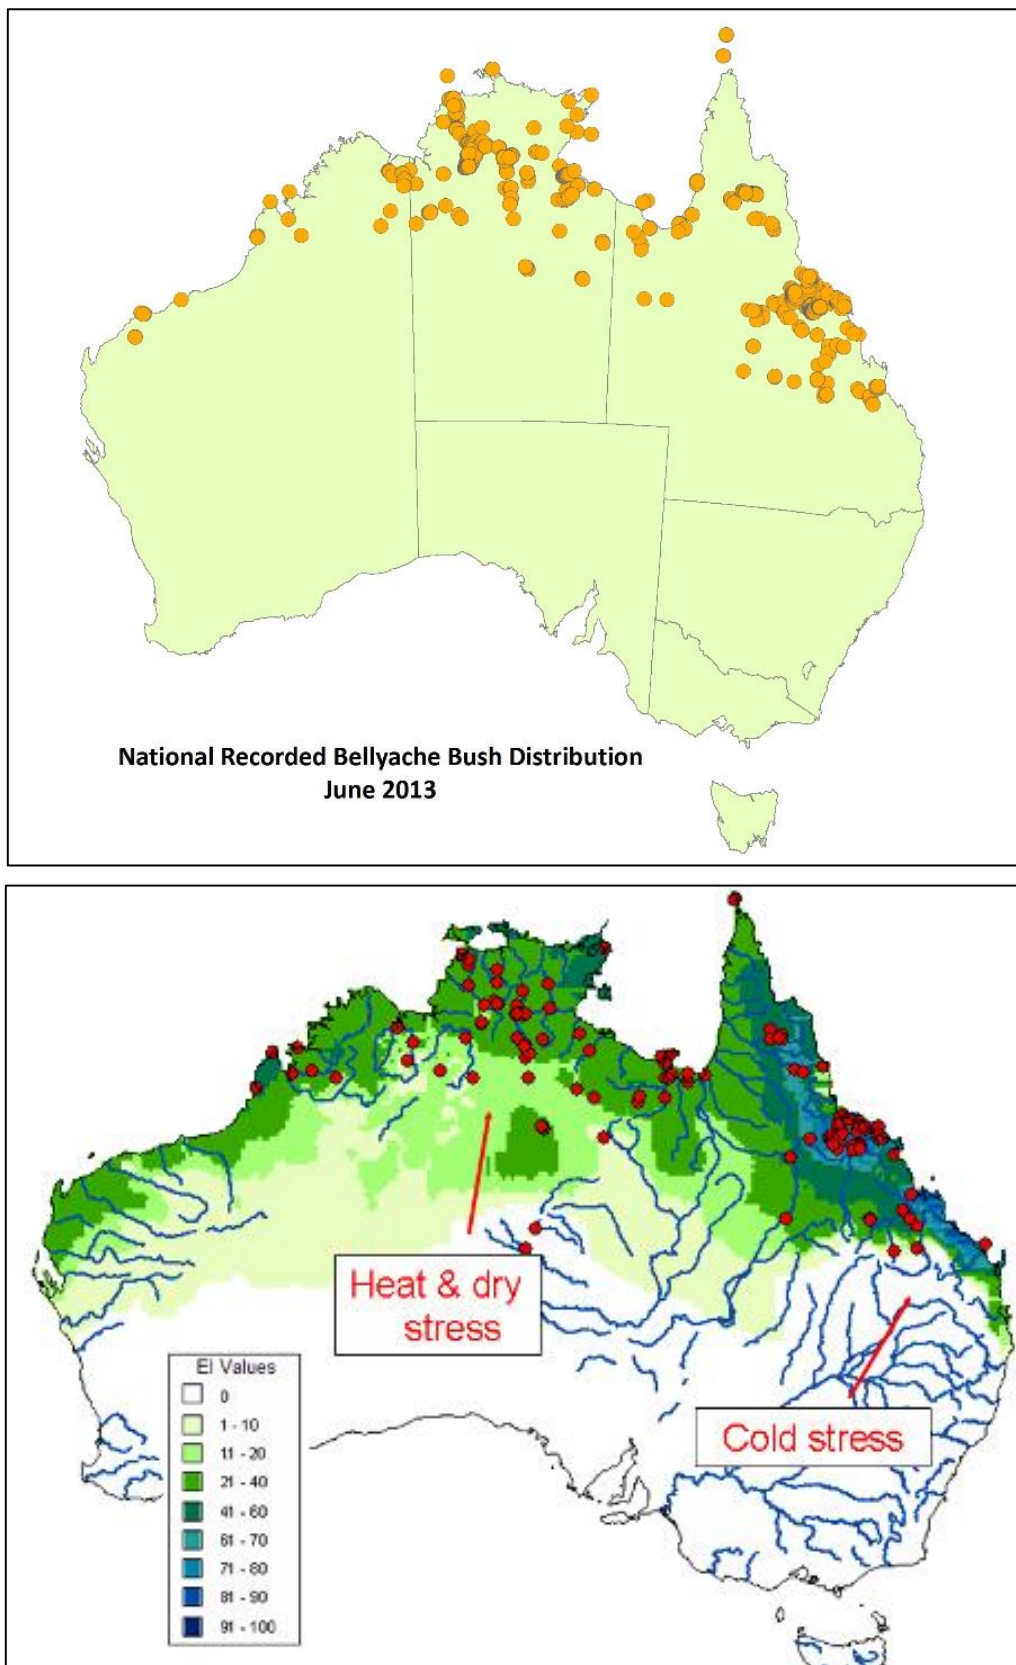 National Recorded Bellyache Bush Distribution
June 2013
Heat & dry
stress
Cold stress
EI Values
0
1 - 10
11 - 20
21 - 40
41 - 60
61 - 70
71 - 80
81 - 90
91 - 100